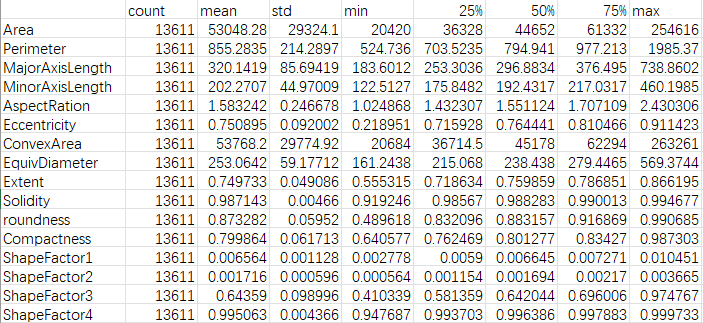 count mean std min 25% 50% 75% max
Area 13611 53048.28 29324.1 20420 36328 44652 61332 254616
Perimeter 13611 855.2835 214.2897 524.736 703.5235 794.941 977.213 1985.37
MajorAxisLength 13611 320.1419 85.69419 183.6012 253.3036 296.8834 376.495 738.8602
MinorAxisLength 13611 202.2707 44.97009 122.5127 175.8482 192.4317 217.0317 460.1985
AspectRation 13611 1.583242 0.246678 1.024868 1.432307 1.551124 1.707109 2.430306
Eccentricity 13611 0.750895 0.092002 0.218951 0.715928 0.764441 0.810466 0.911423
ConvexArea 13611 53768.2 29774.92 20684 36714.5 45178 62294 263261
EquivDiameter 13611 253.0642 59.17712 161.2438 215.068 238.438 279.4465 569.3744
Extent 13611 0.749733 0.049086 0.555315 0.718634 0.759859 0.786851 0.866195
Solidity 13611 0.987143 0.00466 0.919246 0.98567 0.988283 0.990013 0.994677
roundness 13611 0.873282 0.05952 0.489618 0.832096 0.883157 0.916869 0.990685
Compactness 13611 0.799864 0.061713 0.640577 0.762469 0.801277 0.83427 0.987303
ShapeFactor1 13611 0.006564 0.001128 0.002778 0.0059 0.006645 0.007271 0.010451
ShapeFactor2 13611 0.001716 0.000596 0.000564 0.001154 0.001694 0.00217 0.003665
ShapeFactor3 13611 0.64359 0.098996 0.410339 0.581359 0.642044 0.696006 0.974767
ShapeFactor4 13611 0.995063 0.004366 0.947687 0.993703 0.996386 0.997883 0.999733